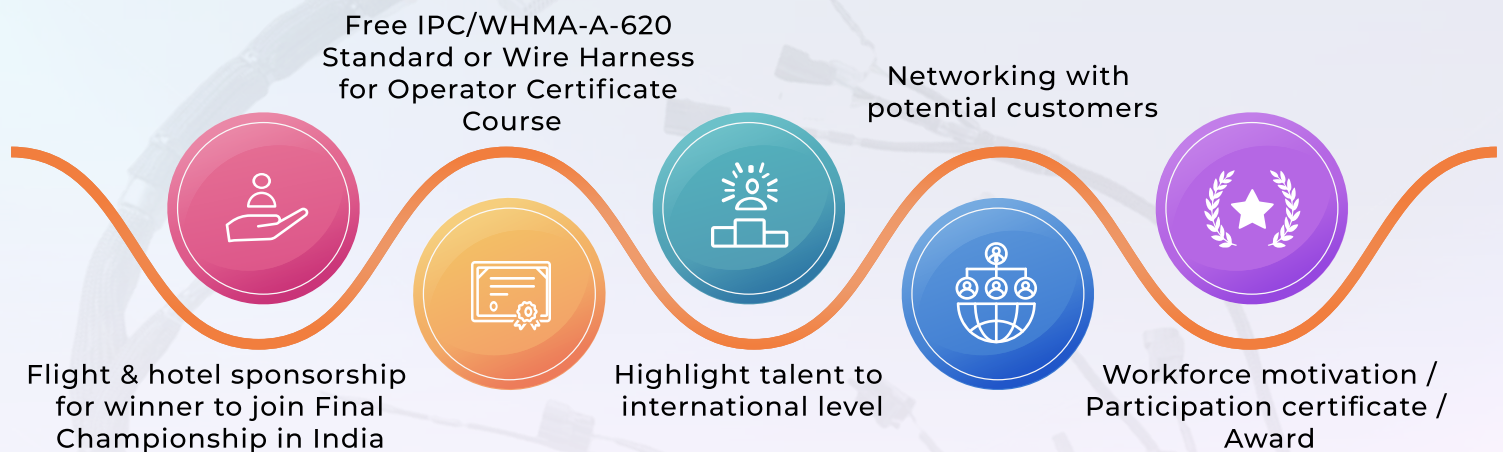 Free IPC/WHMA-A-620
Standard or Wire Harness
for Operator Certificate
Course
Networking with
potential customers
Flight & hotel sponsorship
for winner to join Final
Championship in India
Highlight talent to
international level
Workforce motivation /
Participation certificate /
Award